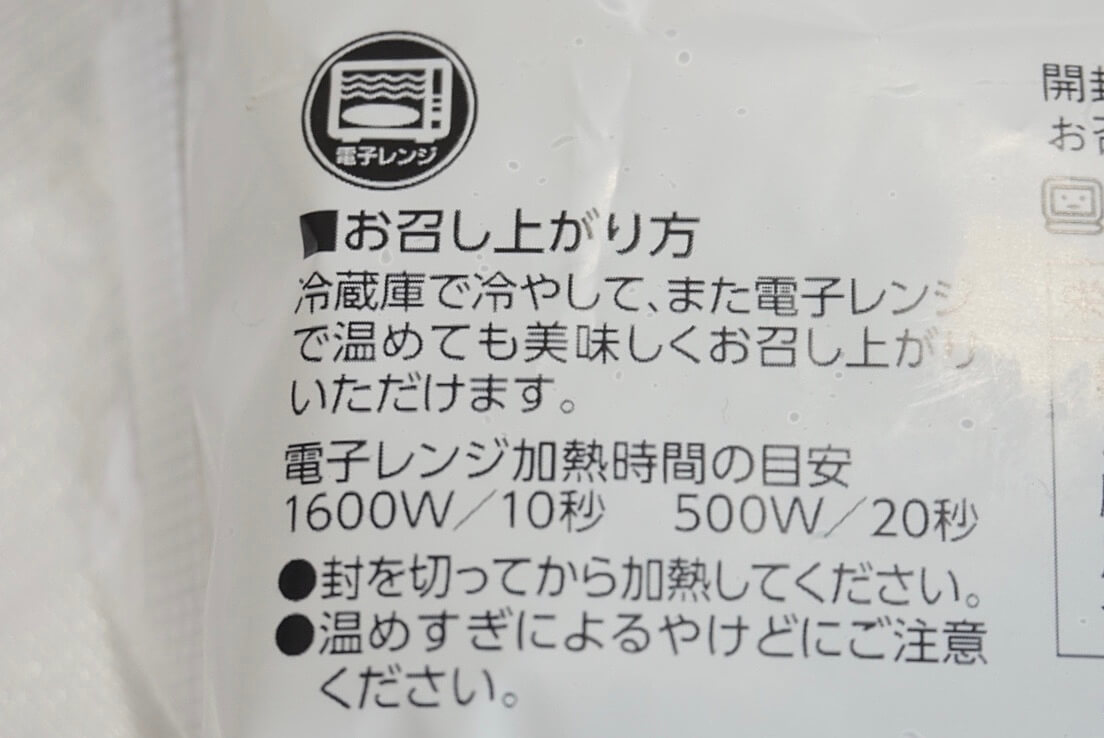 電子レンジ
■お召し上がり方
冷蔵庫で冷やして、また電子レンジ
で温めても美味しくお召し上がり
いただけます。
電子レンジ加熱時間の目安
1600W/10秒 500W/20秒
●封を切ってから加熱してください。
●温めすぎによるやけどにご注意
ください。
開封
お召